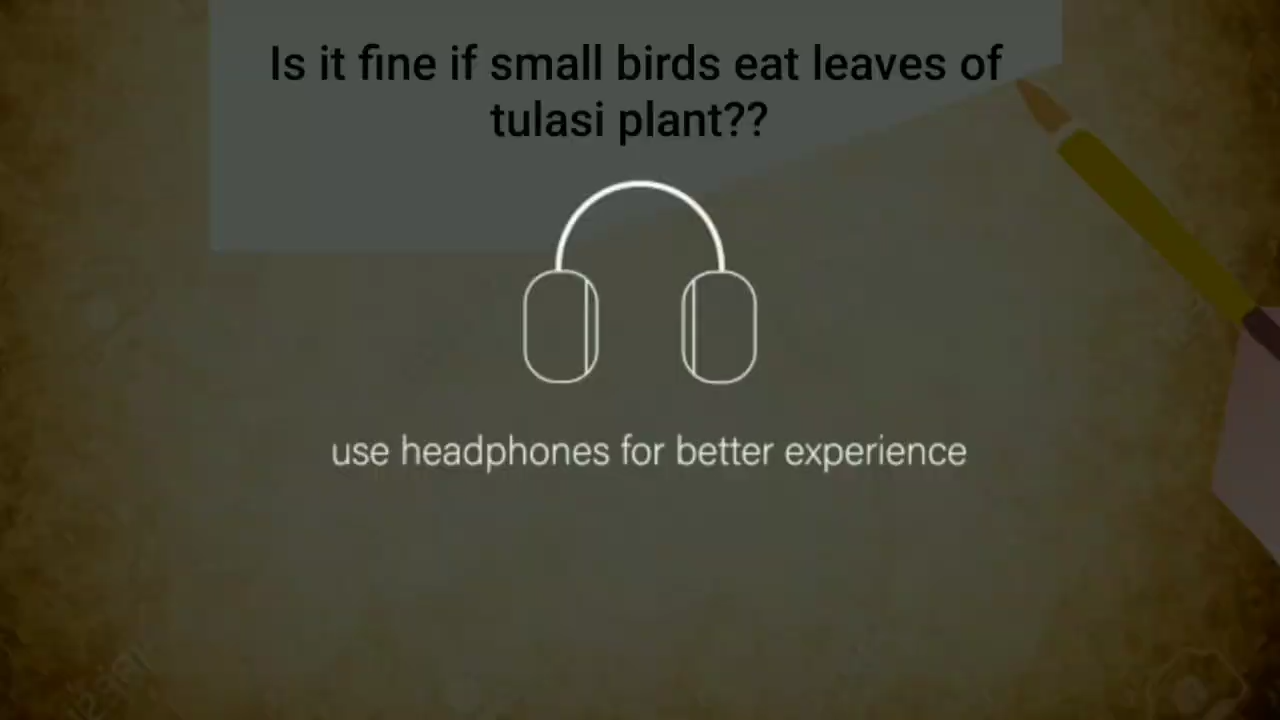 Is it fine if small birds eat leaves of
tulasi plant??
use headphones for better experience